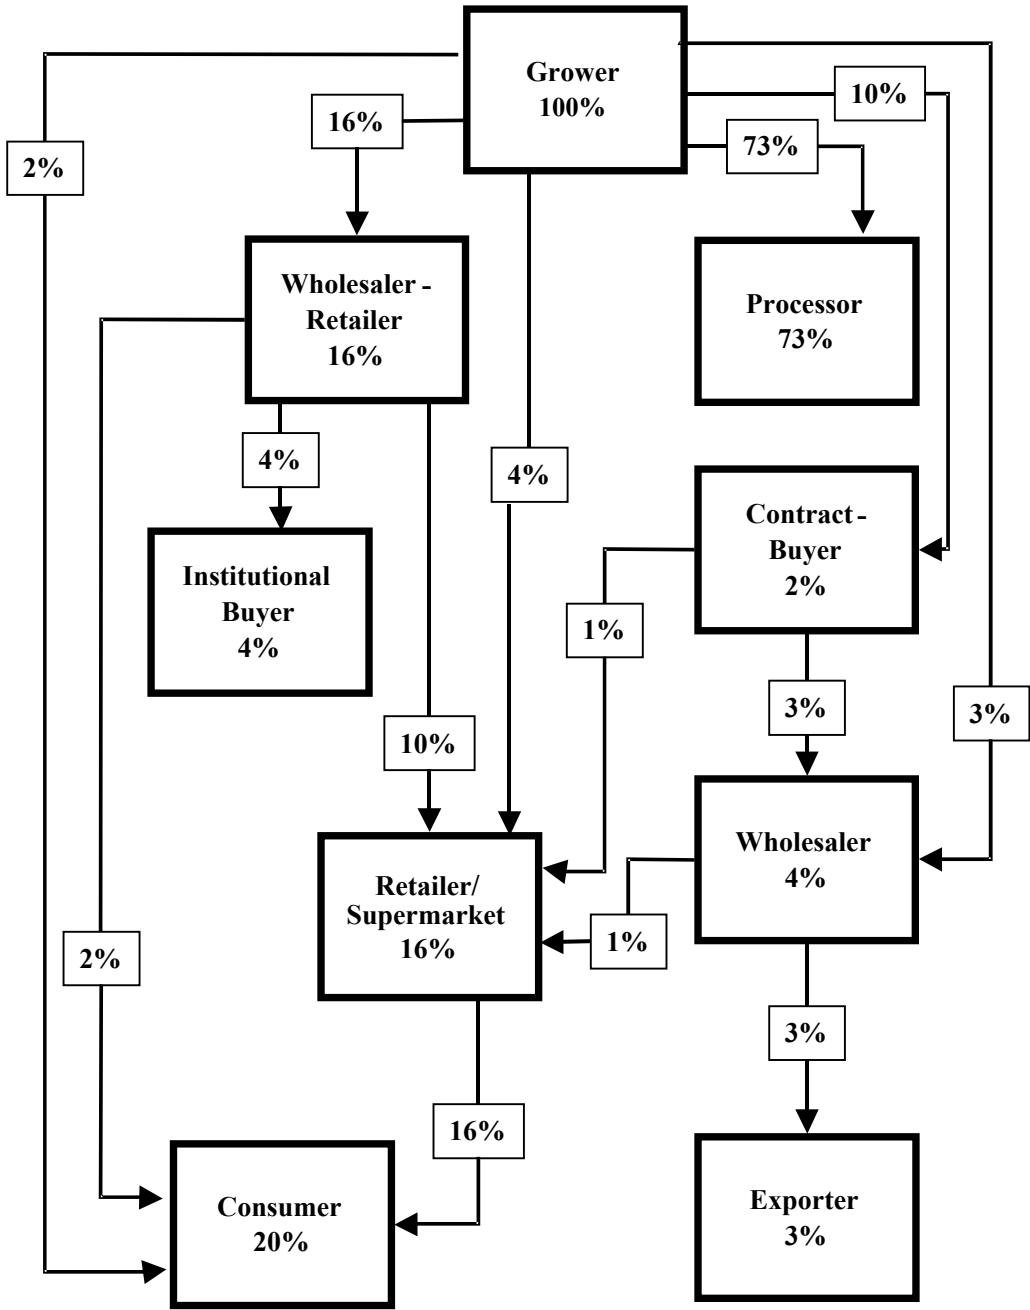 Grower
100%
10%
16%
73%
2%
Wholesaler -
Retailer
16%
Processor
73%
4%
4%
Contract -
Buyer
2%
Institutional
Buyer
4%
1%
3%
3%
10%
Wholesaler
4%
Retailer/
Supermarket
16%
1%
2%
3%
16%
Consumer
20%
Exporter
3%